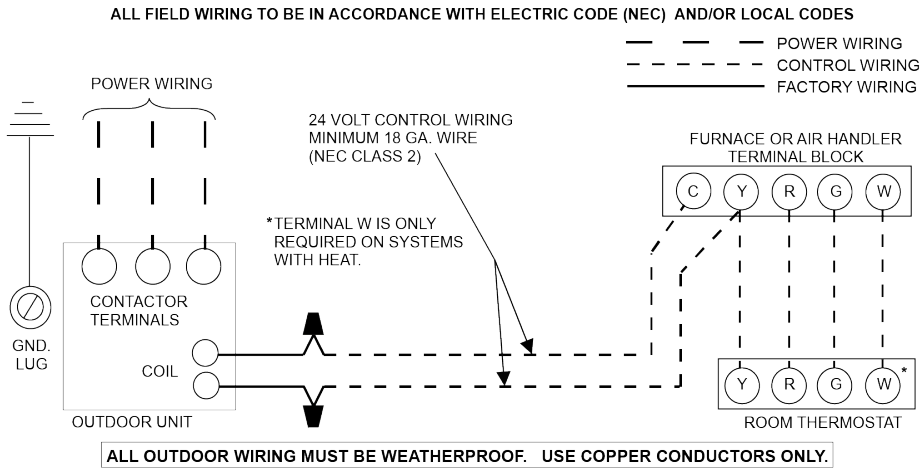 ALL FIELD WIRING TO BE IN ACCORDANCE WITH ELECTRIC CODE (NEC) AND/OR LOCAL CODES
POWER WIRING
CONTROL WIRING
FACTORY WIRING
POWER WIRING
24 VOLT CONTROL WIRING
MINIMUM 18 GA. WIRE
(NEC CLASS 2)
FURNACE OR AIR HANDLER
TERMINAL BLOCK
C Y R G W
*TERMINAL W IS ONLY
REQUIRED ON SYSTEMS
WITH HEAT.
CONTACTOR
TERMINALS
GND.
LUG
COIL
OUTDOOR UNIT
Y R G W *
ROOM THERMOSTAT
ALL OUTDOOR WIRING MUST BE WEATHERPROOF. USE COPPER CONDUCTORS ONLY.